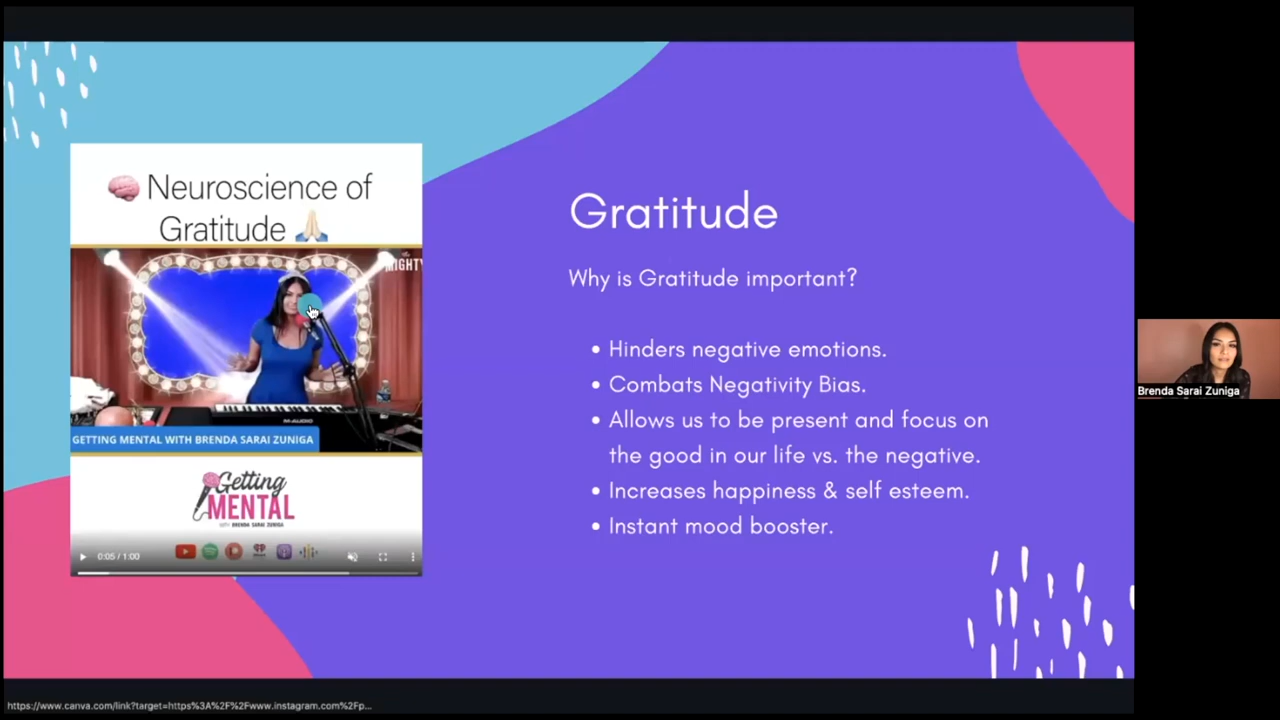 🧠 Neuroscience of
Gratitude 🙏🏻
MIGHTY
M-AUDIO
GETTING MENTAL WITH BRENDA SARAI ZUNIGA
Getting
MENTAL
WITH BRENDA SARAI ZUNIGA
0:05 / 1:00
Gratitude
Why is Gratitude important?
• Hinders negative emotions.
• Combats Negativity Bias.
• Allows us to be present and focus on
the good in our life vs. the negative.
• Increases happiness & self esteem.
• Instant mood booster.
Brenda Sarai Zuniga
https://www.canva.com/link?target=https%3A%2F%2Fwww.instagram.com%2Fp...